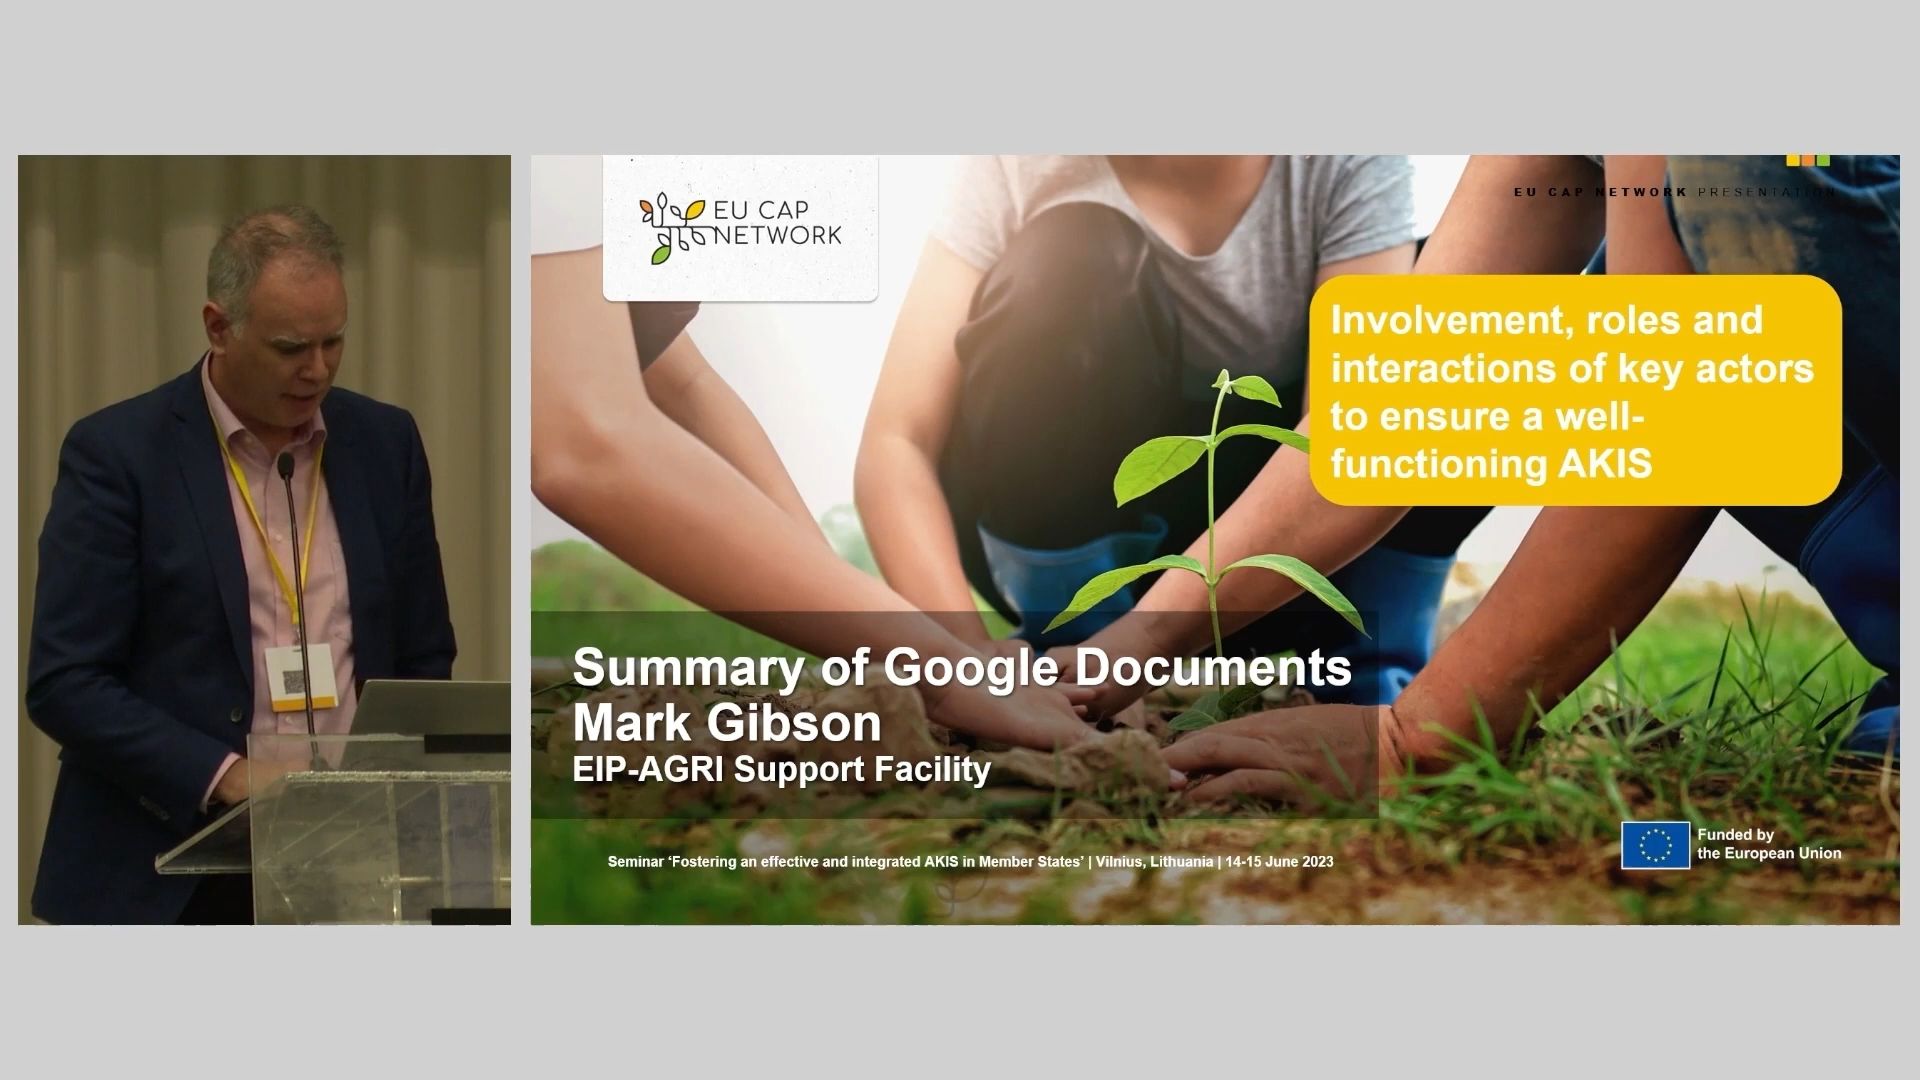 EU CAP
NETWORK
EU CAP NETWORK PRESENTATION
Involvement, roles and
interactions of key actors
to ensure a well-
functioning AKIS
Summary of Google Documents
Mark Gibson
EIP-AGRI Support Facility
Seminar ‘Fostering an effective and integrated AKIS in Member States’ | Vilnius, Lithuania | 14-15 June 2023
Funded by
the European Union